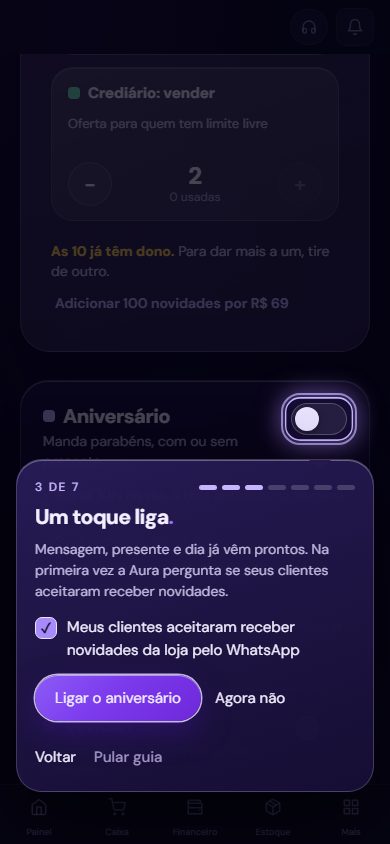 Crediário: vender
Oferta para quem tem limite livre
−
2
+
0 usadas
As 10 já têm dono. Para dar mais a um, tire
de outro.
Adicionar 100 novidades por R$ 69
Aniversário
Manda parabéns, com ou sem
3 DE 7
Um toque liga.
Mensagem, presente e dia já vêm prontos. Na
primeira vez a Aura pergunta se seus clientes
aceitaram receber novidades.
Meus clientes aceitaram receber
novidades da loja pelo WhatsApp
Ligar o aniversário
Agora não
Voltar
Pular guia
Painel
Caixa
Financeiro
Estoque
Mais